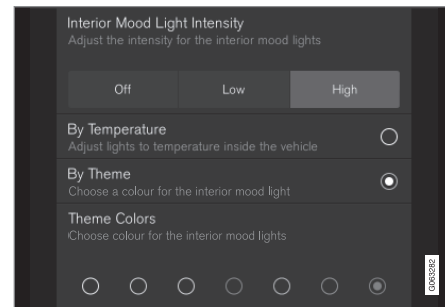 Interior Mood Light Intensity
Adjust the intensity for the interior mood lights
Off Low High
By Temperature
Adjust lights to temperature inside the vehicle
By Theme
Choose a colour for the interior mood light
Theme Colors
Choose colour for the interior mood lights
G063282